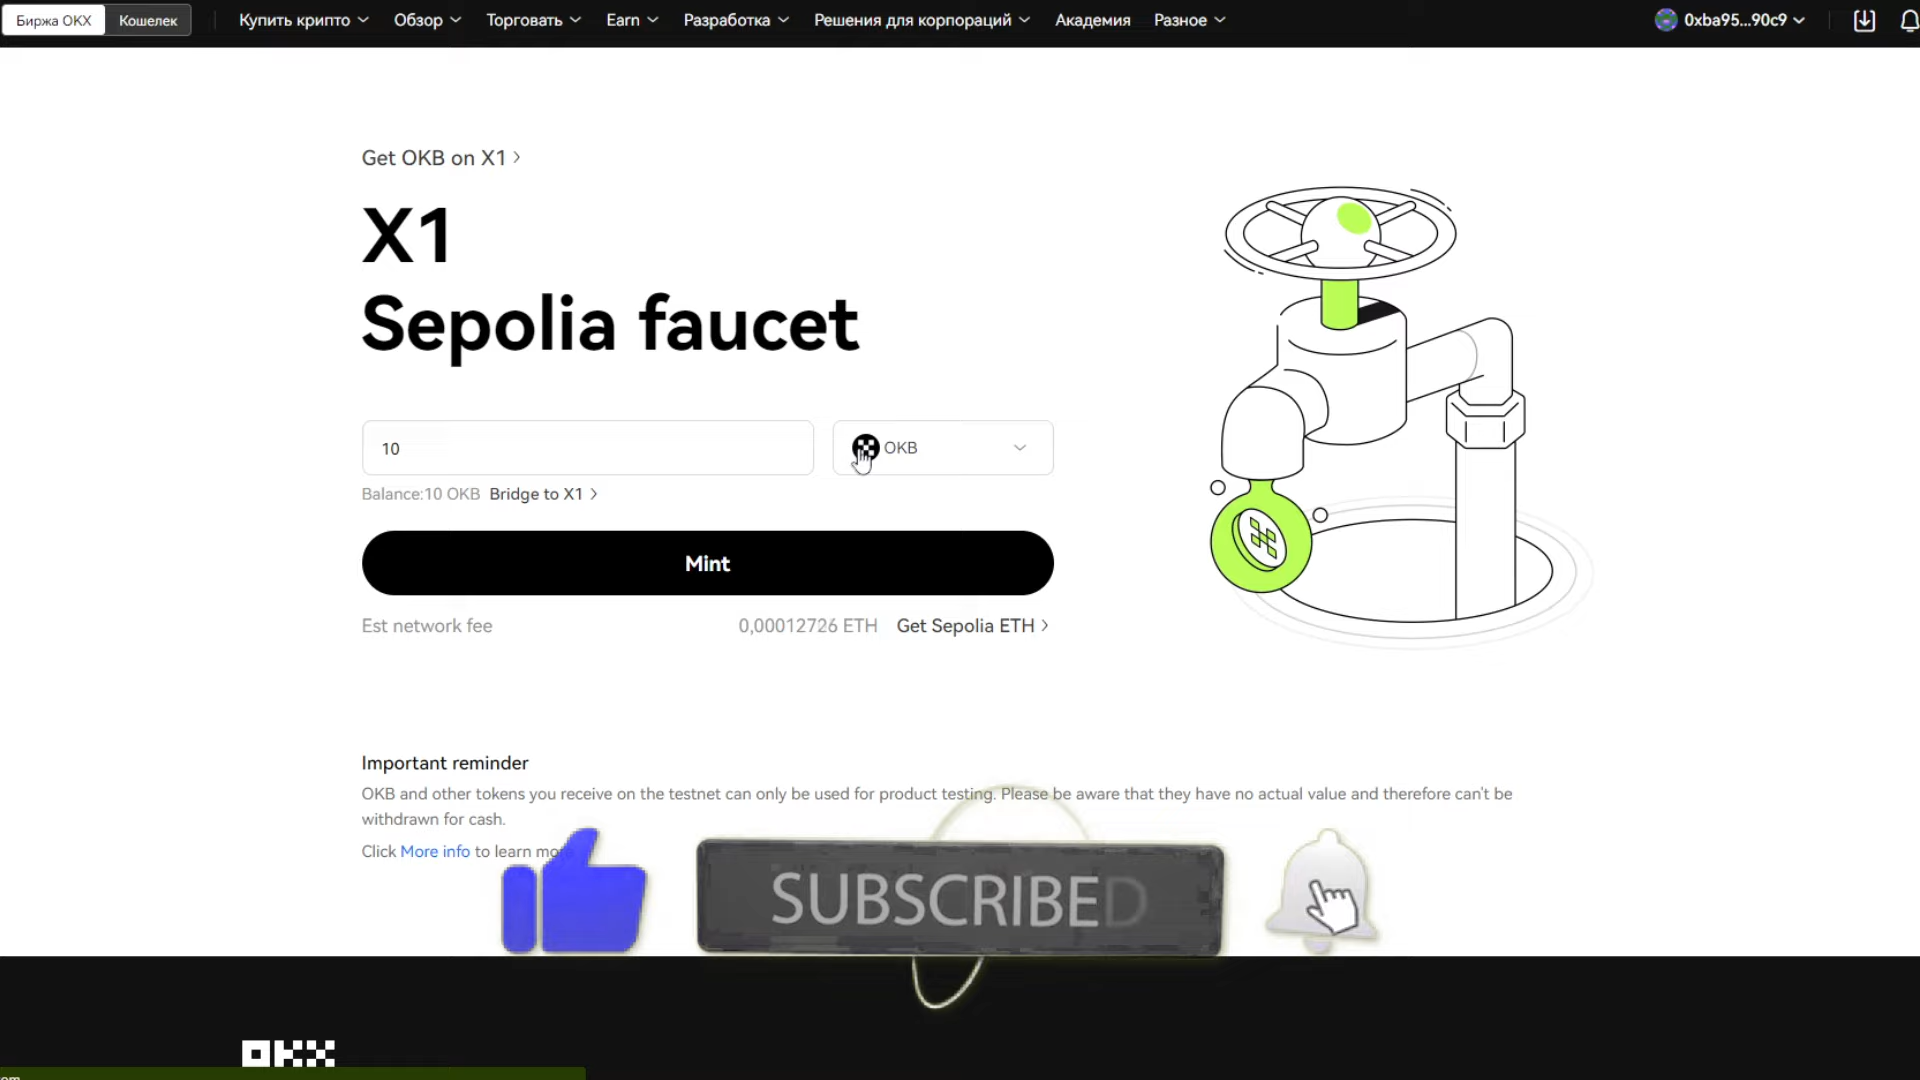 Биржа OKX Кошелек Купить крипто Обзор Торговать Earn Разработка Решения для корпораций Академия Разное 0xba95...90c9
Get OKB on X1
X1
Sepolia faucet
10 OKB
Balance:10 OKB Bridge to X1
Mint
Est network fee 0,00012726 ETH Get Sepolia ETH
Important reminder
OKB and other tokens you receive on the testnet can only be used for product testing. Please be aware that they have no actual value and therefore can't be
withdrawn for cash.
Click More info to learn more
SUBSCRIBED
OKX